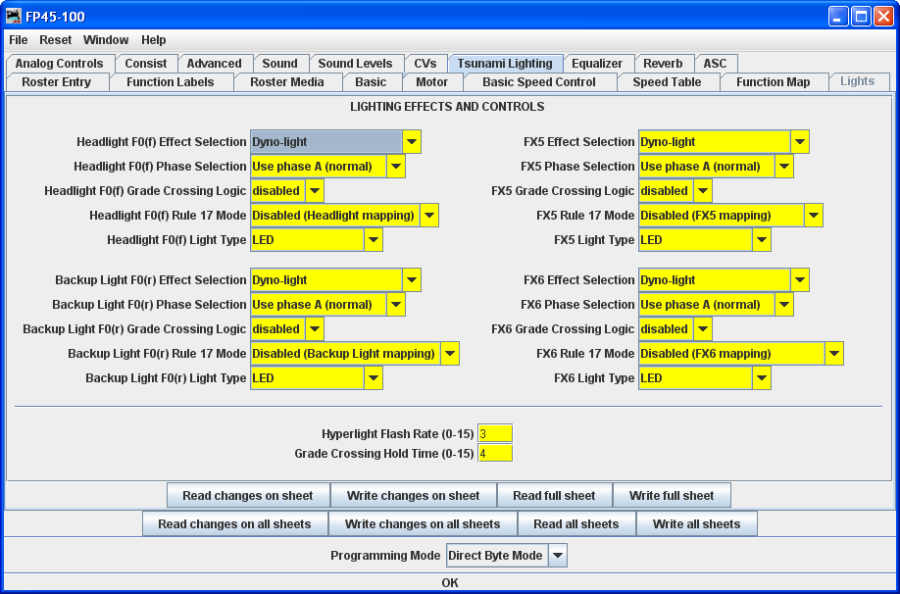 FP45-100
File Reset Window Help
Analog Controls Consist Advanced Sound Sound Levels CVs Tsunami Lighting Equalizer Reverb ASC
Roster Entry Function Labels Roster Media Basic Motor Basic Speed Control Speed Table Function Map Lights
LIGHTING EFFECTS AND CONTROLS
Headlight F0(f) Effect Selection Dyno-light FX5 Effect Selection Dyno-light
Headlight F0(f) Phase Selection Use phase A (normal) FX5 Phase Selection Use phase A (normal)
Headlight F0(f) Grade Crossing Logic disabled FX5 Grade Crossing Logic disabled
Headlight F0(f) Rule 17 Mode Disabled (Headlight mapping) FX5 Rule 17 Mode Disabled (FX5 mapping)
Headlight F0(f) Light Type LED FX5 Light Type LED
Backup Light F0(r) Effect Selection Dyno-light FX6 Effect Selection Dyno-light
Backup Light F0(r) Phase Selection Use phase A (normal) FX6 Phase Selection Use phase A (normal)
Backup Light F0(r) Grade Crossing Logic disabled FX6 Grade Crossing Logic disabled
Backup Light F0(r) Rule 17 Mode Disabled (Backup Light mapping) FX6 Rule 17 Mode Disabled (FX6 mapping)
Backup Light F0(r) Light Type LED FX6 Light Type LED
Hyperlight Flash Rate (0-15) 3
Grade Crossing Hold Time (0-15) 4
Read changes on sheet Write changes on sheet Read full sheet Write full sheet
Read changes on all sheets Write changes on all sheets Read all sheets Write all sheets
Programming Mode Direct Byte Mode
OK